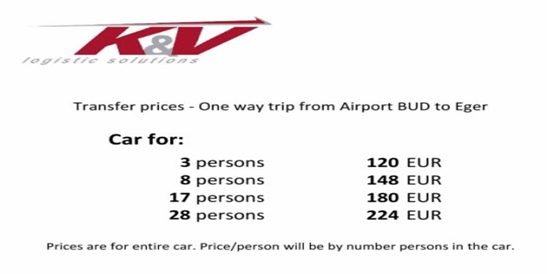 K&V
logistic solutions
Transfer prices - One way trip from Airport BUD to Eger
Car for:
3 persons 120 EUR
8 persons 148 EUR
17 persons 180 EUR
28 persons 224 EUR
Prices are for entire car. Price/person will be by number persons in the car.